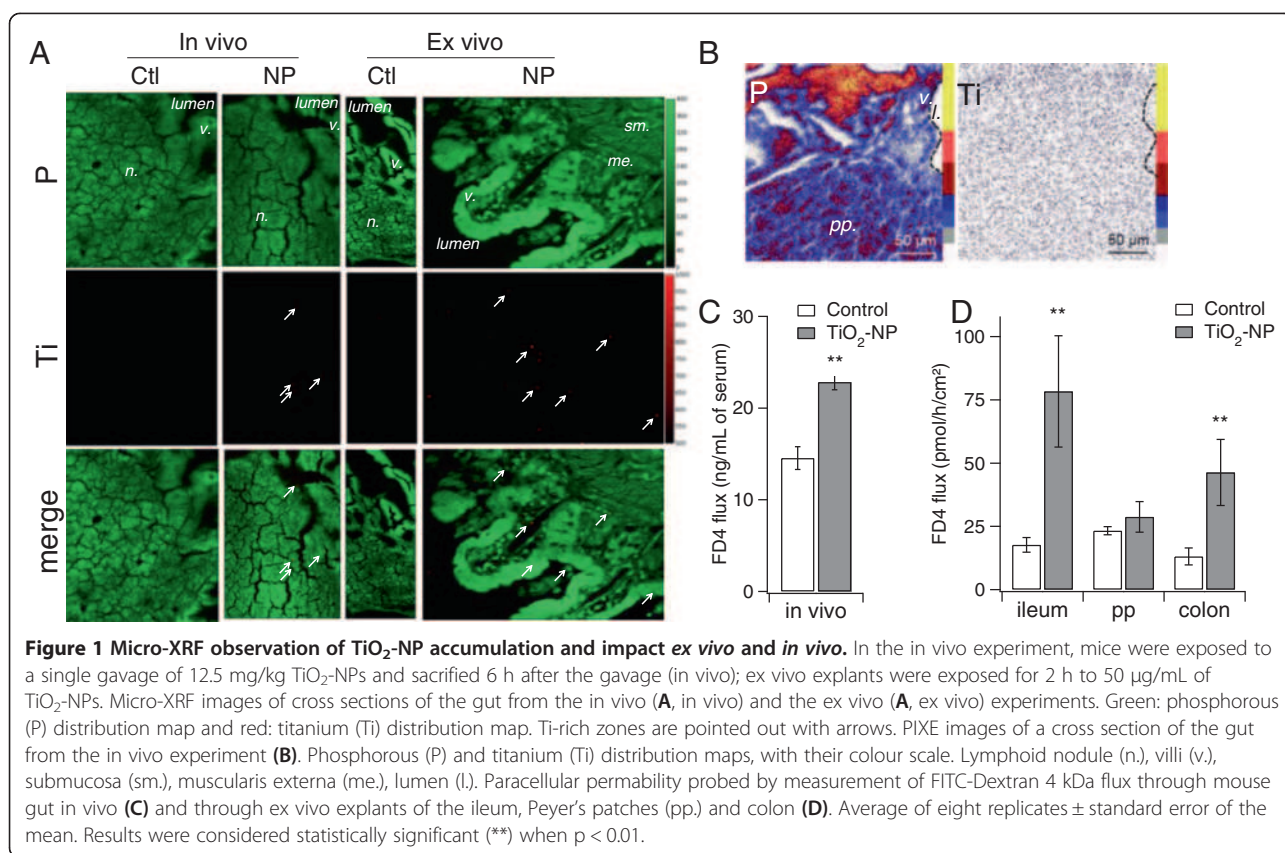 A
In vivo
Ex vivo
Ctl
NP
Ctl
NP
P
lumen
v.
n.
lumen
v.
n.
lumen
v.
n.
sm.
me.
v.
lumen
Ti
merge
B
P
v.
l.
pp.
50 µm
Ti
50 µm
C
Control
TiO₂-NP
FD4 flux (ng/mL of serum)
30
20
10
0
**
in vivo
D
Control
TiO₂-NP
FD4 flux (pmol/h/cm²)
100
75
50
25
0
**
**
ileum
pp
colon
Figure 1 Micro-XRF observation of TiO₂-NP accumulation and impact ex vivo and in vivo. In the in vivo experiment, mice were exposed to
a single gavage of 12.5 mg/kg TiO₂-NPs and sacrified 6 h after the gavage (in vivo); ex vivo explants were exposed for 2 h to 50 µg/mL of
TiO₂-NPs. Micro-XRF images of cross sections of the gut from the in vivo (A, in vivo) and the ex vivo (A, ex vivo) experiments. Green: phosphorous
(P) distribution map and red: titanium (Ti) distribution map. Ti-rich zones are pointed out with arrows. PIXE images of a cross section of the gut
from the in vivo experiment (B). Phosphorous (P) and titanium (Ti) distribution maps, with their colour scale. Lymphoid nodule (n.), villi (v.),
submucosa (sm.), muscularis externa (me.), lumen (l.). Paracellular permability probed by measurement of FITC-Dextran 4 kDa flux through mouse
gut in vivo (C) and through ex vivo explants of the ileum, Peyer's patches (pp.) and colon (D). Average of eight replicates ± standard error of the
mean. Results were considered statistically significant (**) when p < 0.01.